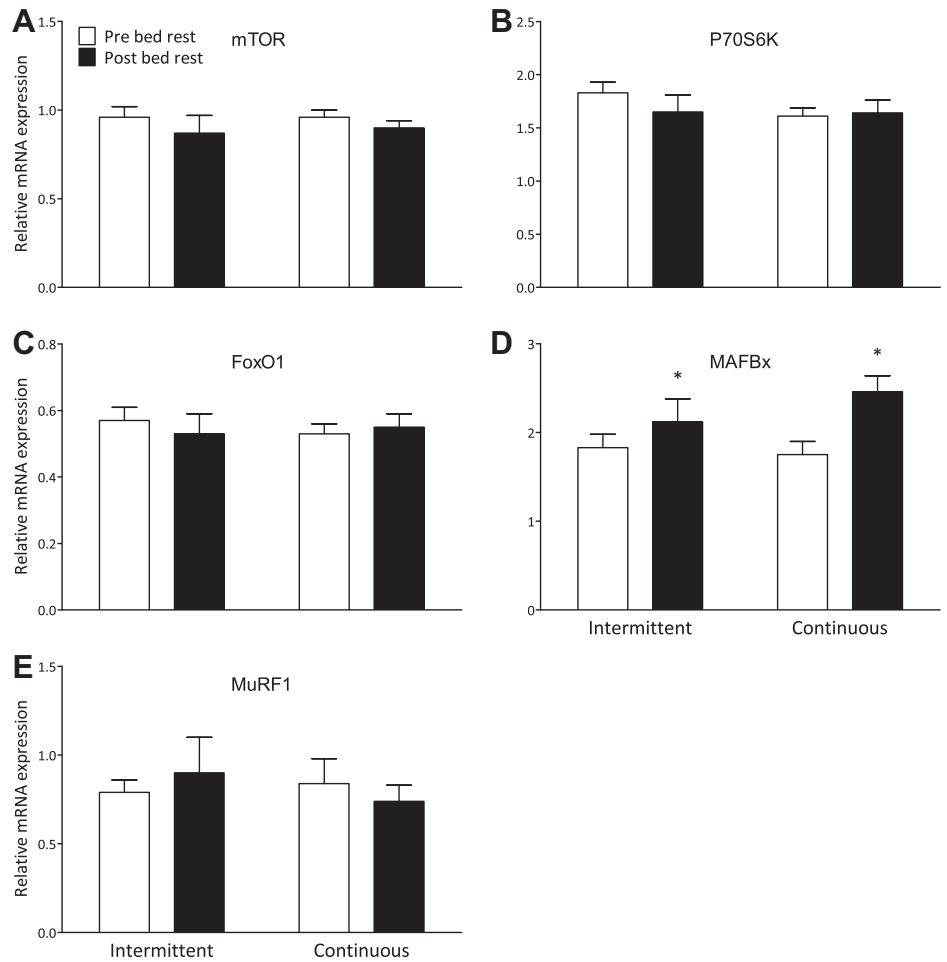 A
1.5
1.0
0.5
0.0
Relative mRNA expression
Pre bed rest
Post bed rest
mTOR
B
2.5
2.0
1.5
1.0
0.5
0.0
P70S6K
C
0.8
0.6
0.4
0.2
0.0
Relative mRNA expression
FoxO1
D
3
2
1
0
MAFBx
*
*
Intermittent
Continuous
E
1.5
1.0
0.5
0.0
Relative mRNA expression
MuRF1
Intermittent
Continuous